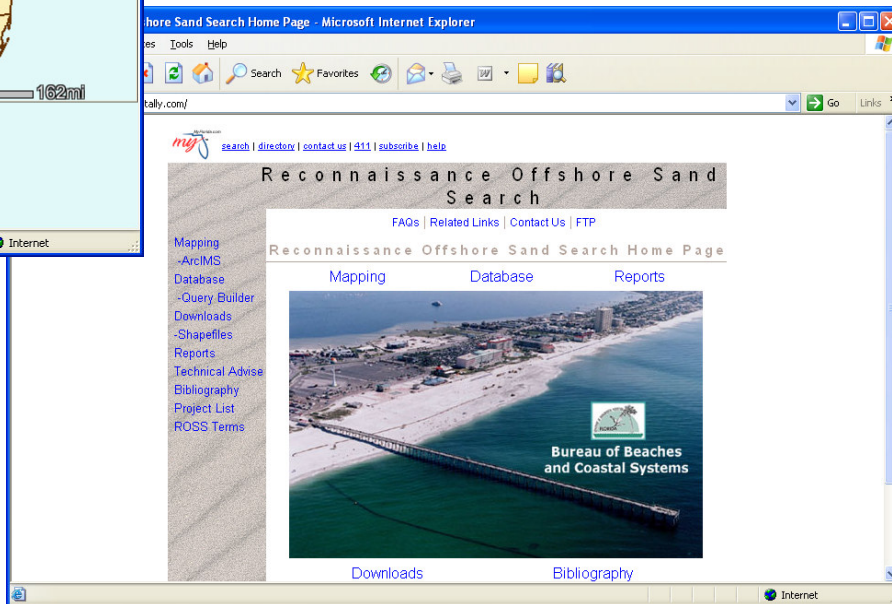 162mi
Internet
hore Sand Search Home Page - Microsoft Internet Explorer
tes Tools Help
Search Favorites
tally.com/ Go Links
my
search | directory | contact us | 411 | subscribe | help
Reconnaissance Offshore Sand
Search
FAQs | Related Links | Contact Us | FTP
Reconnaissance Offshore Sand Search Home Page
Mapping
-ArcIMS
Database
-Query Builder
Downloads
-Shapefiles
Reports
Technical Advise
Bibliography
Project List
ROSS Terms
Mapping Database Reports
FLORIDA
Bureau of Beaches
and Coastal Systems
Downloads Bibliography
Internet